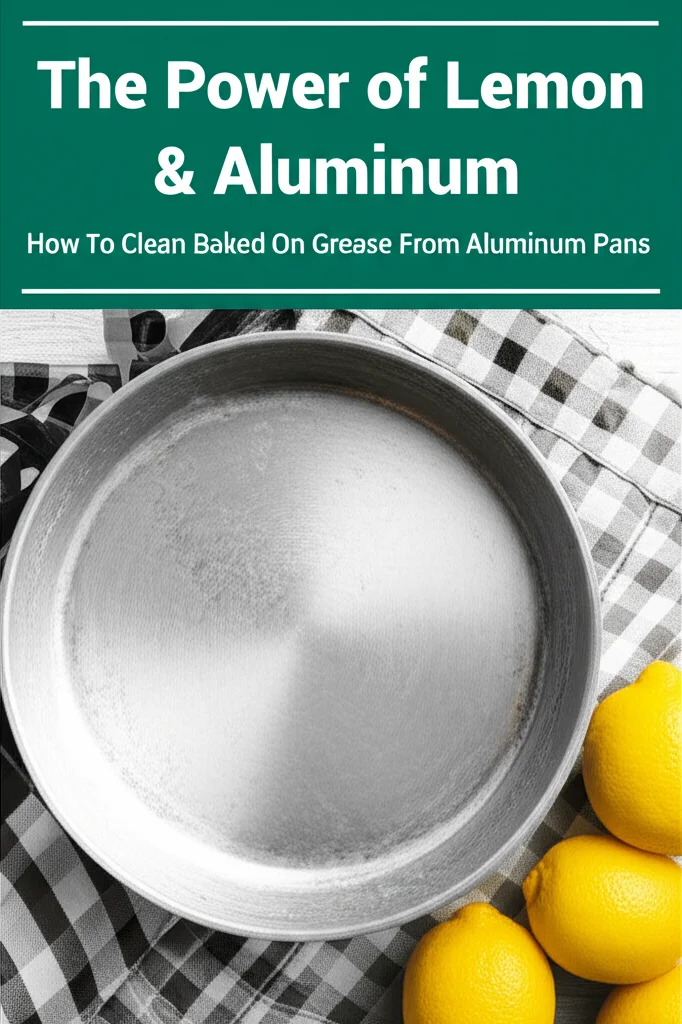 The Power of Lemon
& Aluminum
How To Clean Baked On Grease From Aluminum Pans